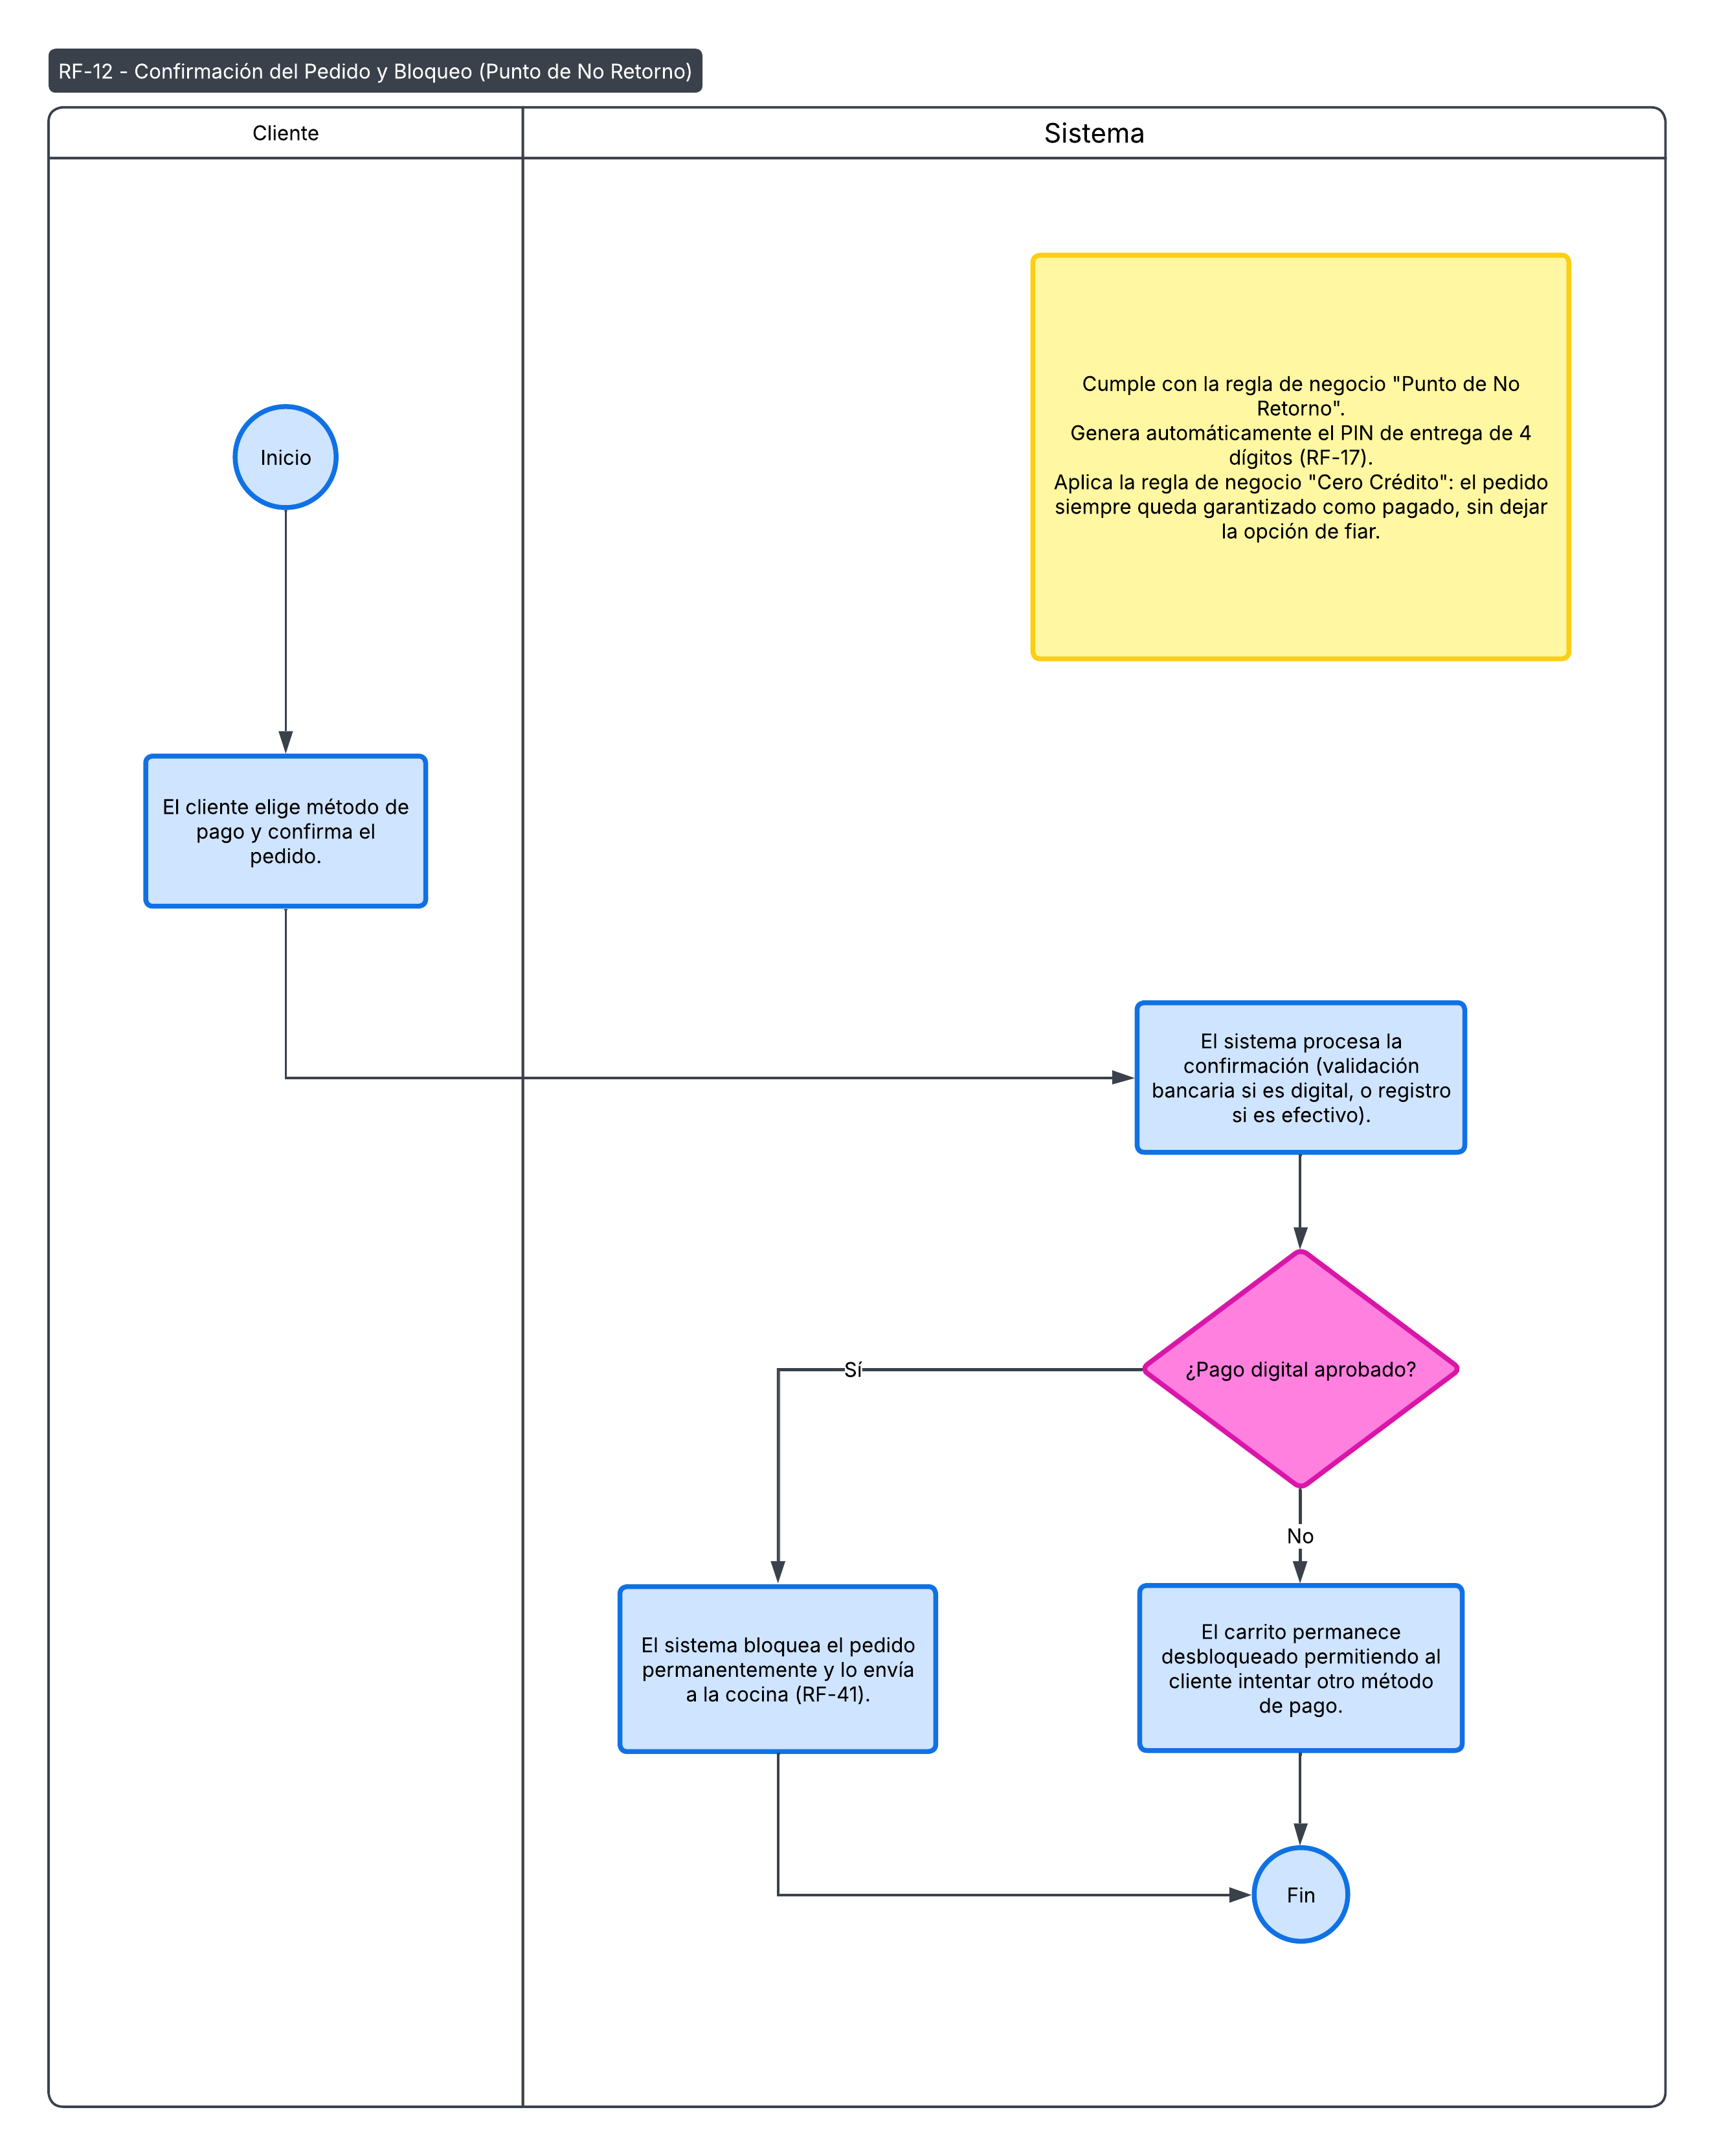 RF-12 - Confirmación del Pedido y Bloqueo (Punto de No Retorno)
Cliente
Sistema
Cumple con la regla de negocio "Punto de No
Retorno".
Genera automáticamente el PIN de entrega de 4
dígitos (RF-17).
Aplica la regla de negocio "Cero Crédito": el pedido
siempre queda garantizado como pagado, sin dejar
la opción de fiar.
Inicio
El cliente elige método de
pago y confirma el
pedido.
El sistema procesa la
confirmación (validación
bancaria si es digital, o registro
si es efectivo).
¿Pago digital aprobado?
Sí
No
El sistema bloquea el pedido
permanentemente y lo envía
a la cocina (RF-41).
El carrito permanece
desbloqueado permitiendo al
cliente intentar otro método
de pago.
Fin